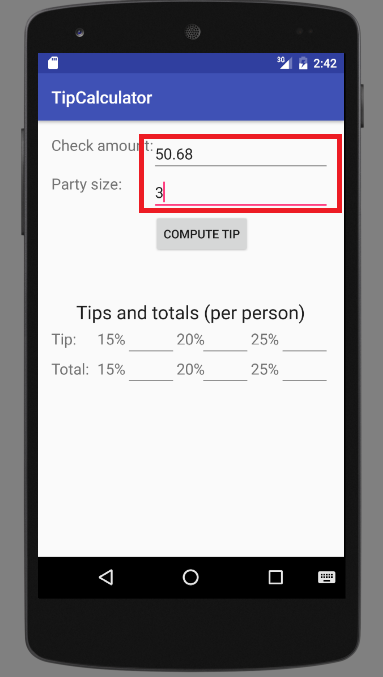 3G 2:42
TipCalculator
Check amount: 50.68
Party size: 3
COMPUTE TIP
Tips and totals (per person)
Tip: 15% 20% 25%
Total: 15% 20% 25%